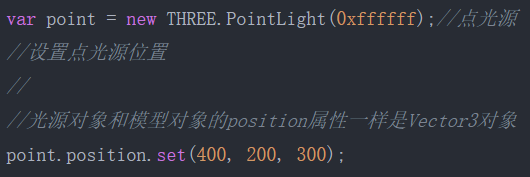 var point = new THREE.PointLight(0xffffff);//点光源
//设置点光源位置
//
//光源对象和模型对象的position属性一样是Vector3对象
point.position.set(400, 200, 300);